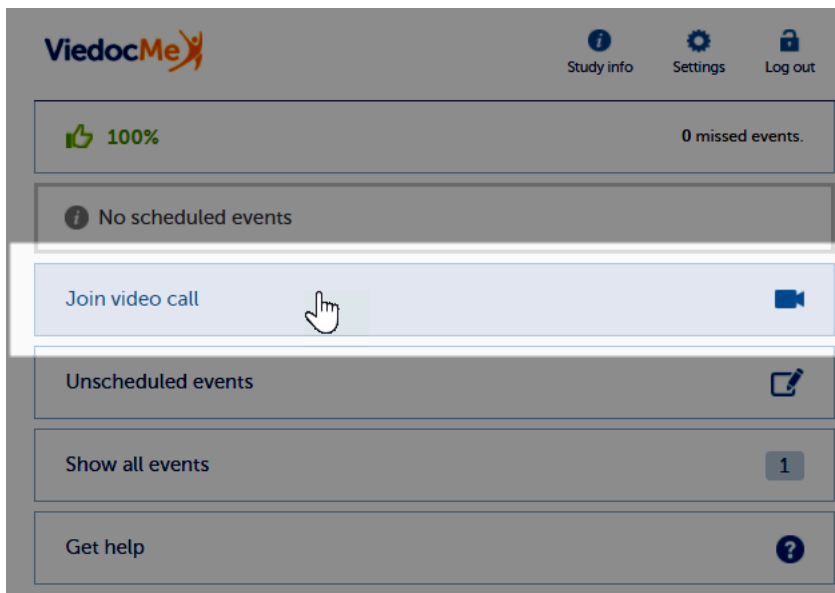 ViedocMe
Study info
Settings
Log out
100%
0 missed events.
No scheduled events
Join video call
Unscheduled events
Show all events
1
Get help